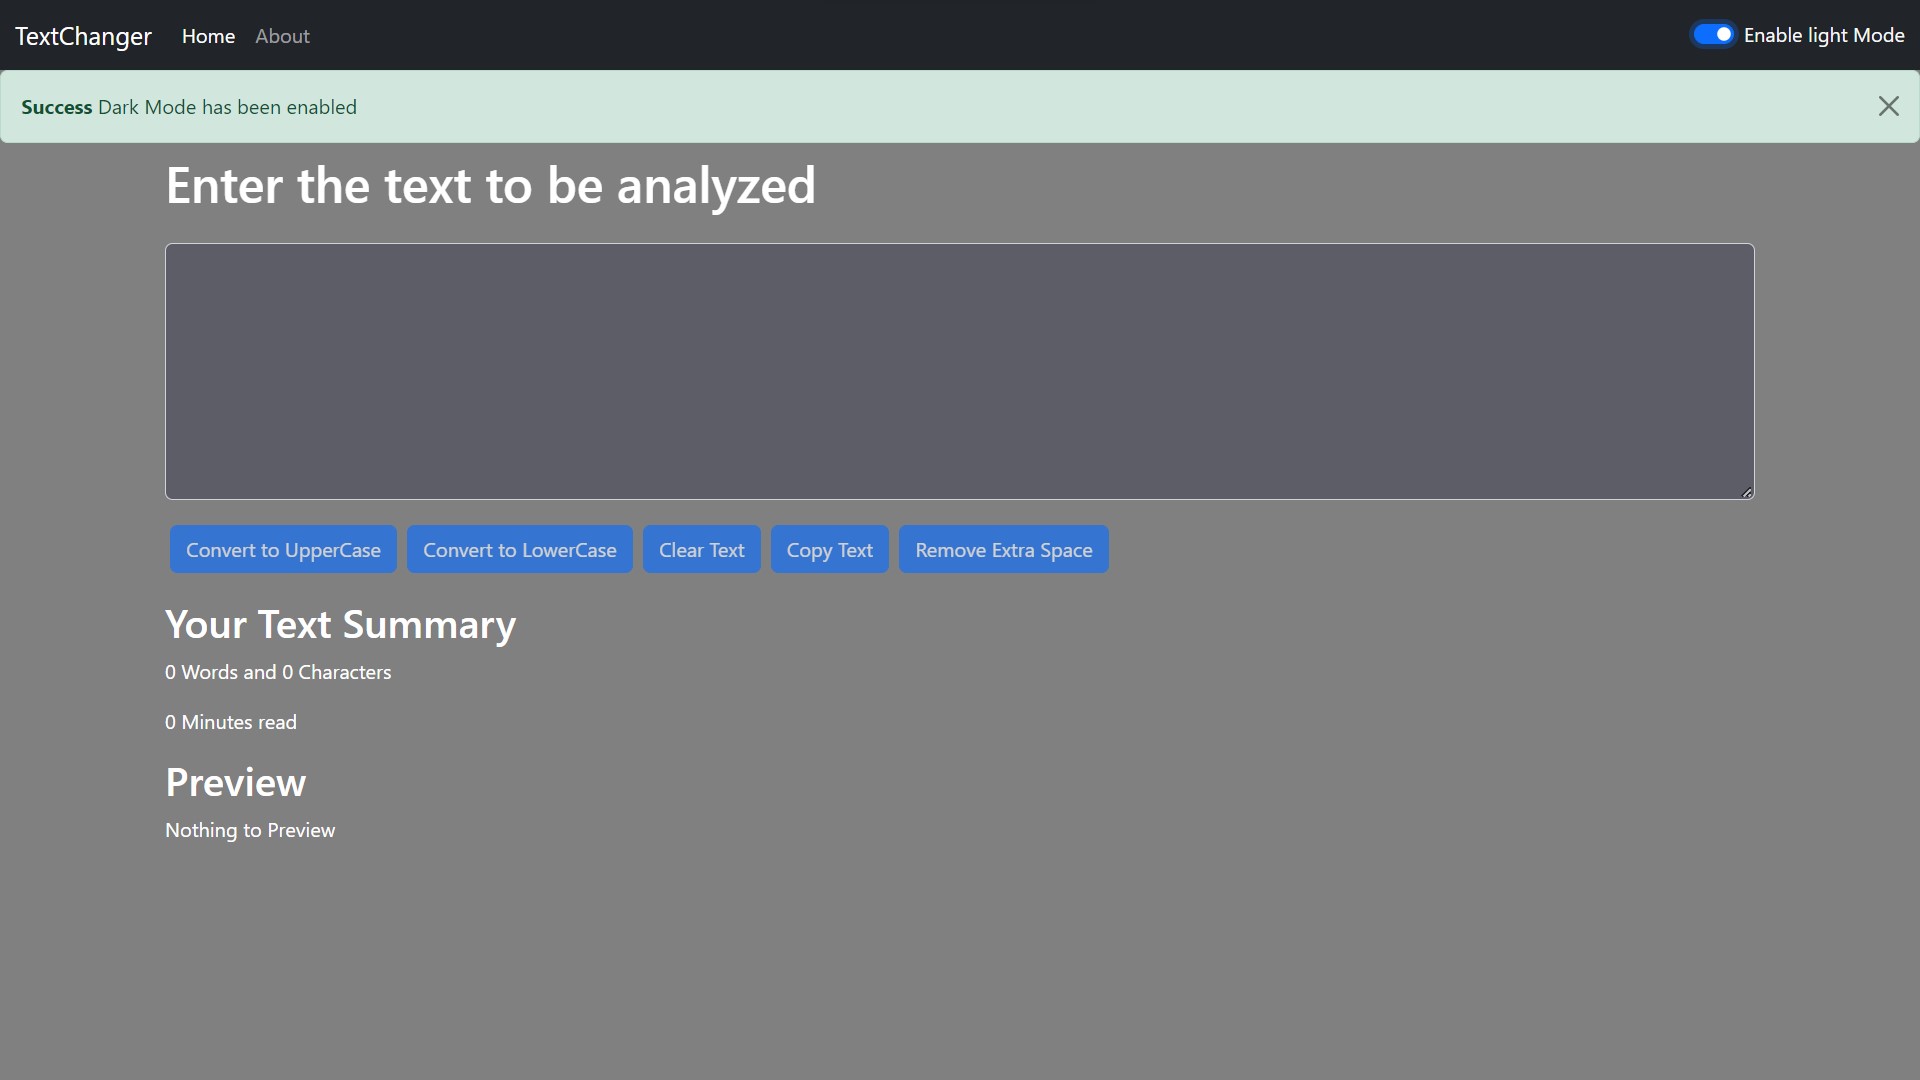 TextChanger Home About Enable light Mode
Success Dark Mode has been enabled
Enter the text to be analyzed
Convert to UpperCase Convert to LowerCase Clear Text Copy Text Remove Extra Space
Your Text Summary
0 Words and 0 Characters
0 Minutes read
Preview
Nothing to Preview